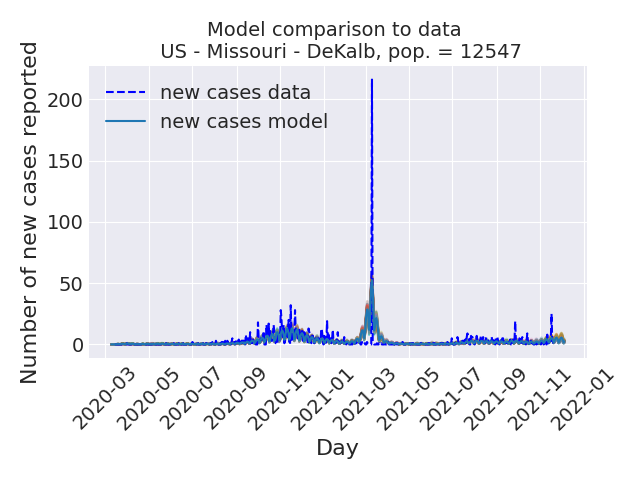 Model comparison to data
US - Missouri - DeKalb, pop. = 12547
Number of new cases reported
new cases data
new cases model
200
150
100
50
0
2020-03
2020-05
2020-07
2020-09
2020-11
2021-01
2021-03
2021-05
2021-07
2021-09
2021-11
2022-01
Day